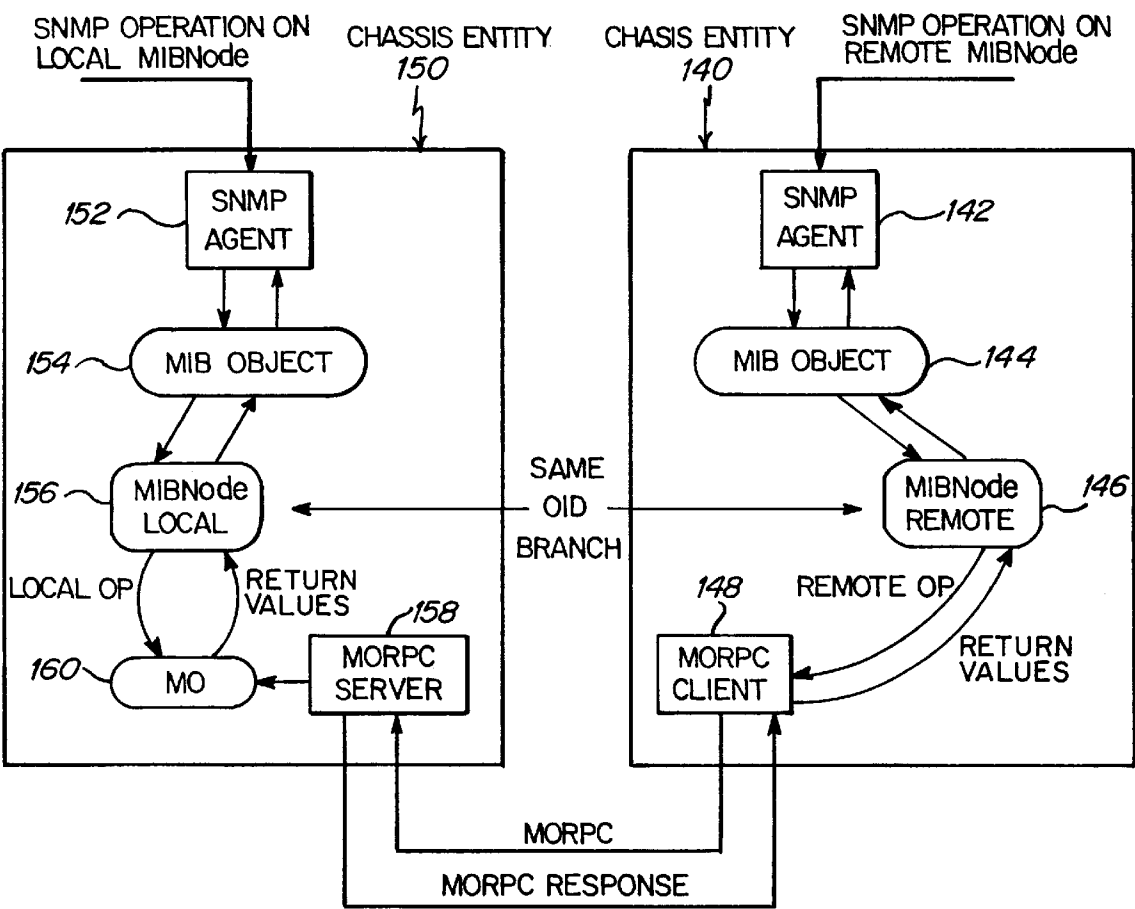 SNMP OPERATION ON
LOCAL MIBNode
CHASSIS ENTITY
150
CHASIS ENTITY
140
SNMP OPERATION ON
REMOTE MIBNode
152
SNMP
AGENT
SNMP
AGENT
142
154
MIB OBJECT
MIB OBJECT
144
156
MIBNode
LOCAL
SAME
OID
BRANCH
MIBNode
REMOTE
146
LOCAL OP
RETURN
VALUES
158
148
REMOTE OP
RETURN
VALUES
160
MO
MORPC
SERVER
MORPC
CLIENT
MORPC
MORPC RESPONSE